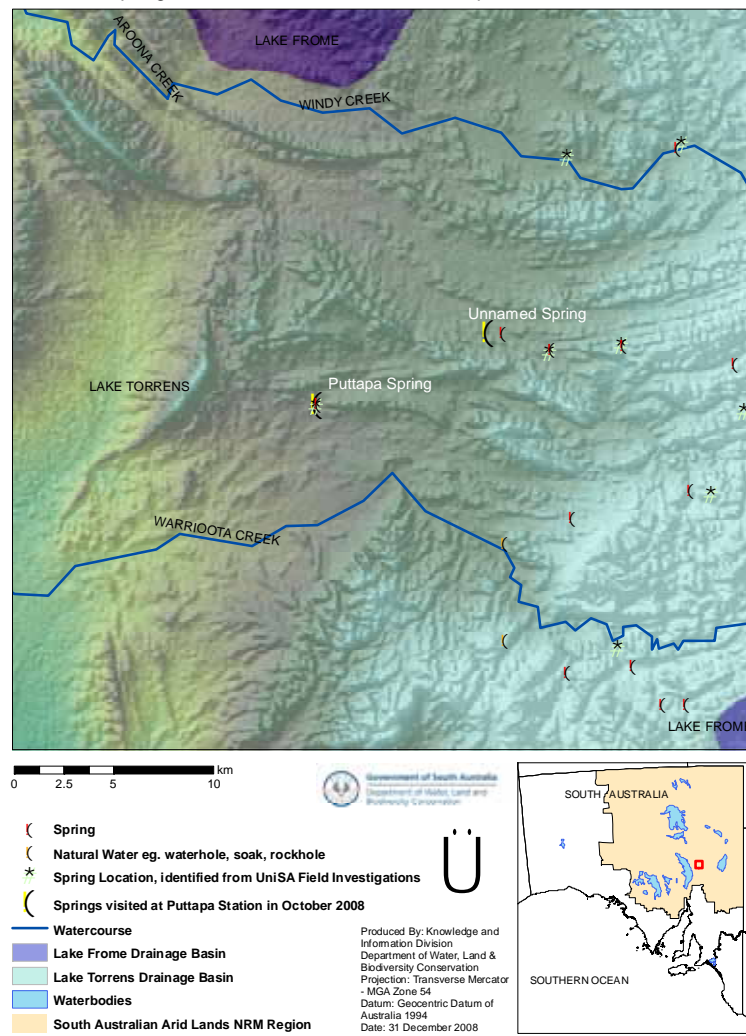 LAKE FROME
AROONA CREEK
WINDY CREEK
Unnamed Spring
LAKE TORRENS
Puttapa Spring
WARRIOOTA CREEK
LAKE FROME
km
0 2.5 5 10
Government of South Australia
Department of Water, Land and
Biodiversity Conservation
Spring
Natural Water eg. waterhole, soak, rockhole
Spring Location, identified from UniSA Field Investigations
Springs visited at Puttapa Station in October 2008
Watercourse
Lake Frome Drainage Basin
Lake Torrens Drainage Basin
Waterbodies
South Australian Arid Lands NRM Region
Ü
Produced By: Knowledge and
Information Division
Department of Water, Land &
Biodiversity Conservation
Projection: Transverse Mercator
- MGA Zone 54
Datum: Geocentric Datum of
Australia 1994
Date: 31 December 2008
SOUTH AUSTRALIA
SOUTHERN OCEAN